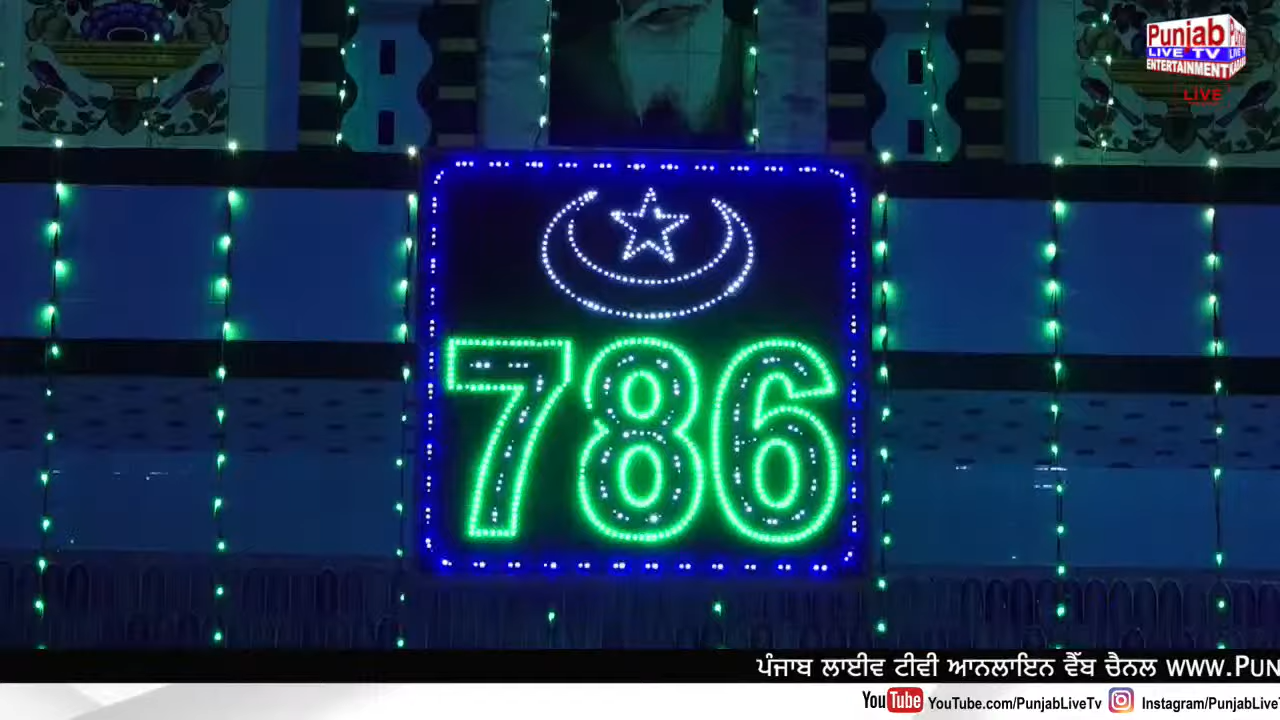 Punjab
LIVE TV
ENTERTAINMENT
LIVE
786
ਪੰਜਾਬ ਲਾਈਵ ਟੀਵੀ ਆਨਲਾਇਨ ਵੈੱਬ ਚੈਨਲ www.Pun
YouTube YouTube.com/PunjabLiveTv Instagram/PunjabLive